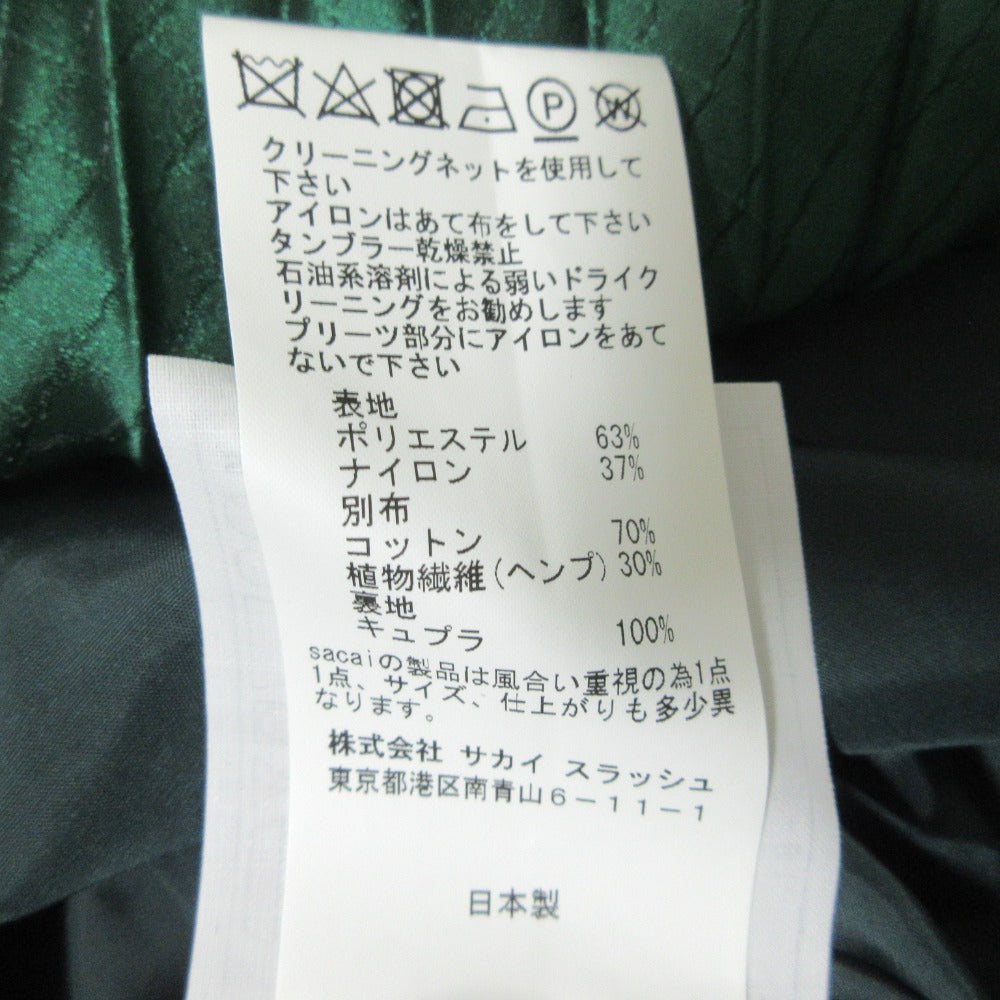 P W
クリーニングネットを使用して
下さい
アイロンはあて布をして下さい
タンブラー乾燥禁止
石油系溶剤による弱いドライク
リーニングをお勧めします
プリーツ部分にアイロンをあて
ないで下さい
表地
ポリエステル 63%
ナイロン 37%
別布
コットン 70%
植物繊維(ヘンプ) 30%
裏地
キュプラ 100%
sacaiの製品は風合い重視の為1点
1点、サイズ、仕上がりも多少異
なります。
株式会社 サカイ スラッシュ
東京都港区南青山6-11-1
日本製